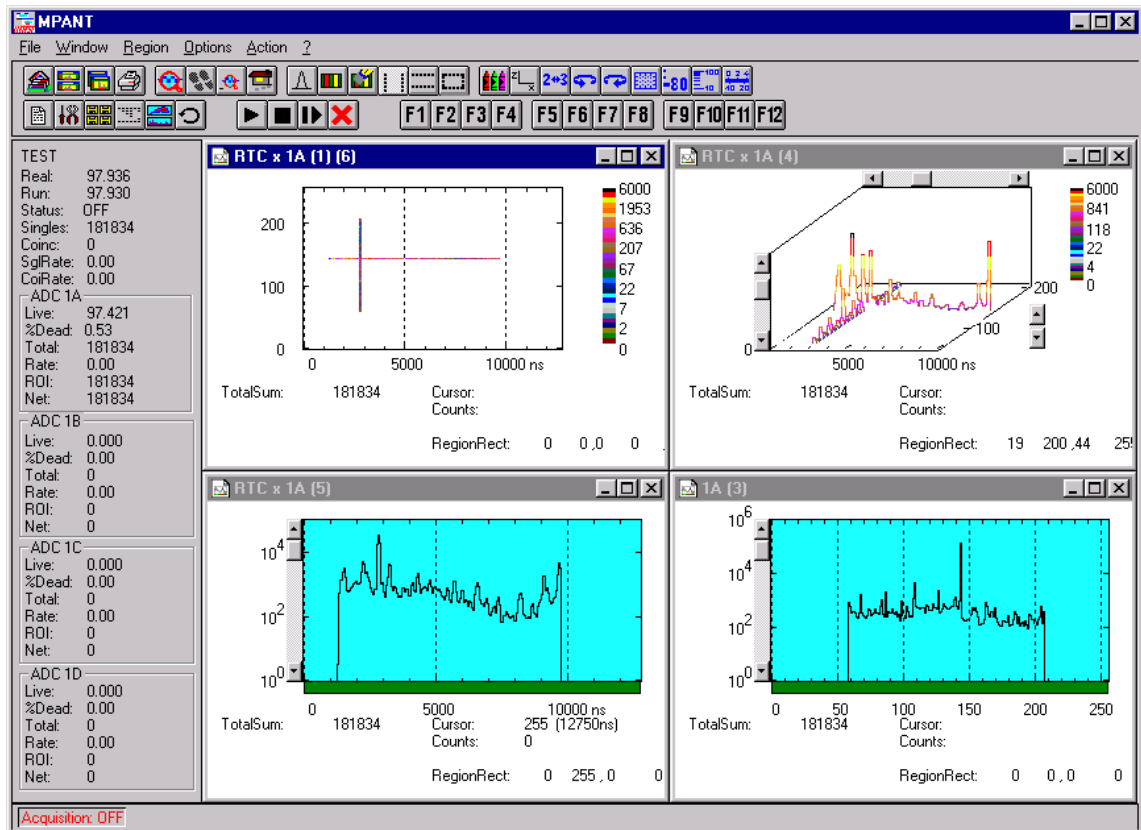 MPANT
File Window Region Options Action ?
2↔3 80 100 10 0 2 4 40 20
F1 F2 F3 F4 F5 F6 F7 F8 F9 F10 F11 F12
TEST
Real: 97.936
Run: 97.930
Status: OFF
Singles: 181834
Coinc: 0
SglRate: 0.00
CoiRate: 0.00
ADC 1A
Live: 97.421
%Dead: 0.53
Total: 181834
Rate: 0.00
ROI: 181834
Net: 181834
ADC 1B
Live: 0.000
%Dead: 0.00
Total: 0
Rate: 0.00
ROI: 0
Net: 0
ADC 1C
Live: 0.000
%Dead: 0.00
Total: 0
Rate: 0.00
ROI: 0
Net: 0
ADC 1D
Live: 0.000
%Dead: 0.00
Total: 0
Rate: 0.00
ROI: 0
Net: 0
RTC x 1A (1) (6)
200
100
0
0 5000 10000 ns
6000
1953
636
207
67
22
7
2
0
TotalSum: 181834 Cursor:
Counts:
RegionRect: 0 0,0 0
RTC x 1A (4)
6000
841
118
22
4
0
200
100
0
5000 10000 ns
TotalSum: 181834 Cursor:
Counts:
RegionRect: 19 200,44 25
RTC x 1A (5)
10^4
10^2
10^0
0 5000 10000 ns
TotalSum: 181834 Cursor: 255 (12750ns)
Counts: 0
RegionRect: 0 255,0 0
1A (3)
10^6
10^4
10^2
10^0
0 50 100 150 200 250
TotalSum: 181834 Cursor:
Counts:
RegionRect: 0 0,0 0
Acquisition: OFF